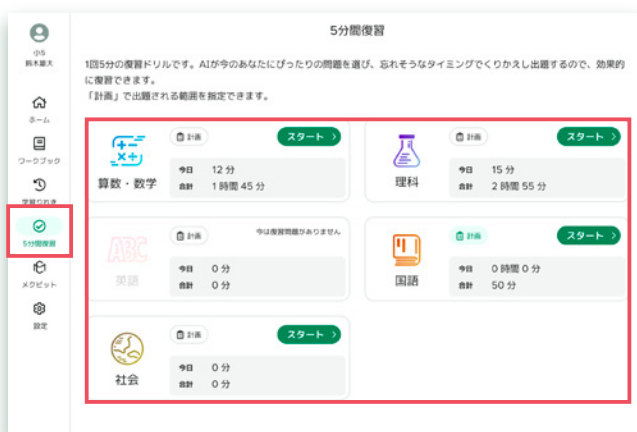 5分間復習
小5
鈴木雄大
1回5分の復習ドリルです。AIが今のあなたにぴったりの問題を選び、忘れそうなタイミングでくりかえし出題するので、効果的
に復習できます。
「計画」で出題される範囲を指定できます。
ホーム
ワークブック
学習りれき
5分間復習
メクビット
設定
計画
スタート
算数・数学
今日 12 分
合計 1 時間 45 分
計画
スタート
理科
今日 15 分
合計 2 時間 55 分
計画
今は復習問題がありません
ABC
英語
今日 0 分
合計 0 分
計画
スタート
国語
今日 0 時間 0 分
合計 50 分
計画
スタート
社会
今日 0 分
合計 0 分